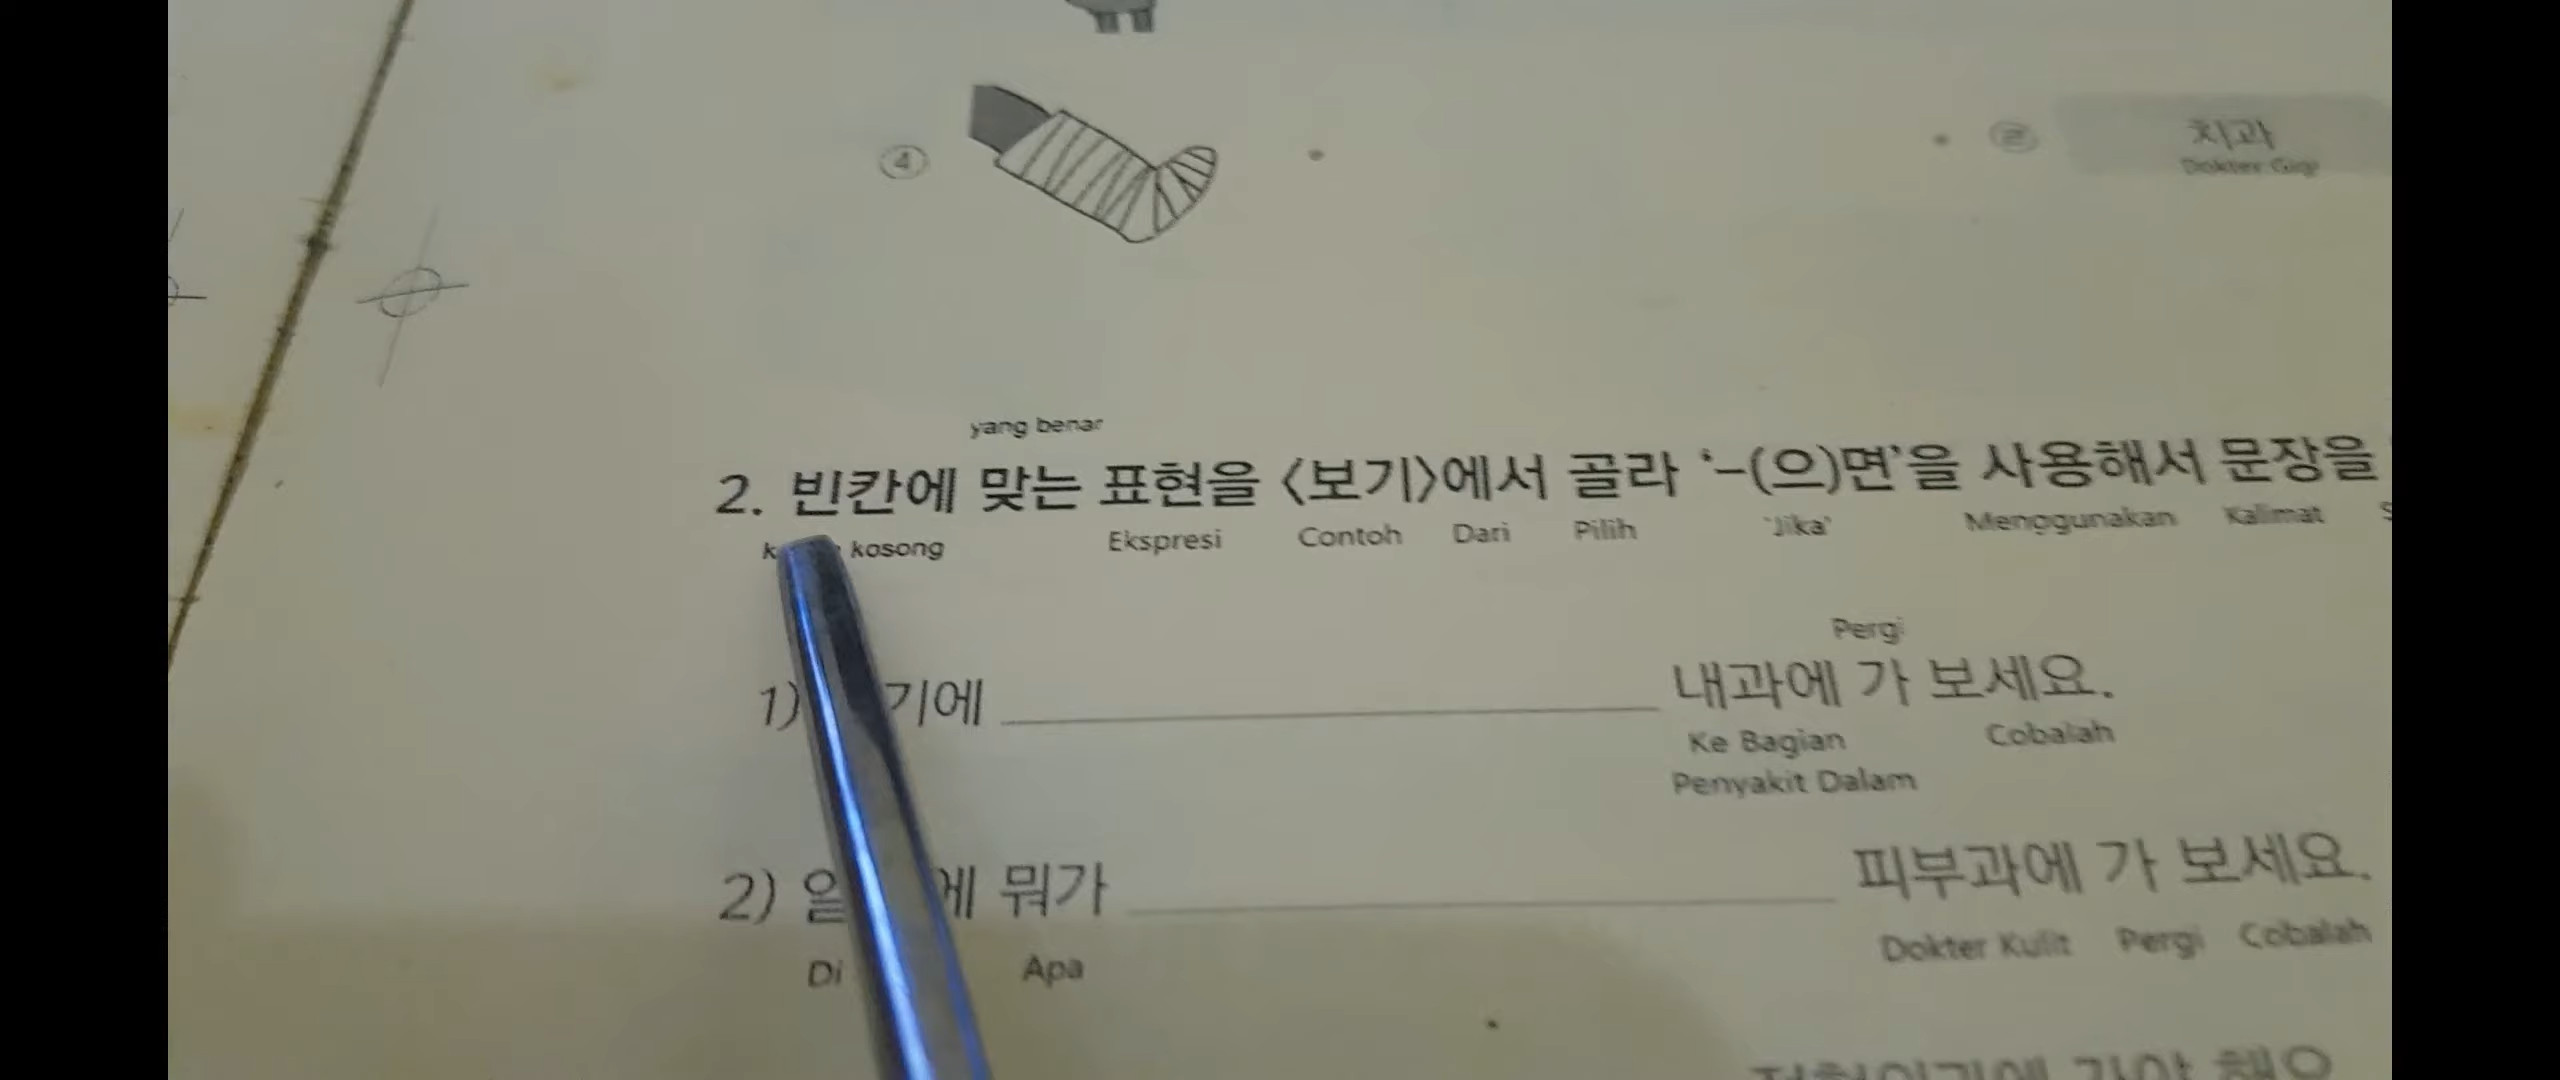 ④
치과
Dokter Gigi
yang benar
2. 빈칸에 맞는 표현을 〈보기〉에서 골라 '-(으)면'을 사용해서 문장을
kosong Ekspresi Contoh Dari Pilih 'Jika' Menggunakan Kalimat
Pergi
1) 기에 내과에 가 보세요.
Ke Bagian Cobalah
Penyakit Dalam
2) 에 뭐가 피부과에 가 보세요.
Di Apa Dokter Kulit Pergi Cobalah